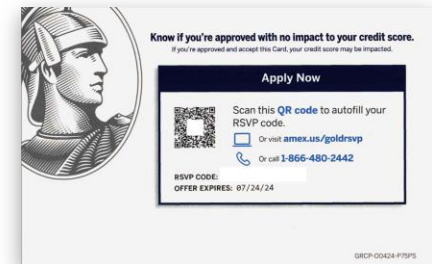 Know if you're approved with no impact to your credit score.
If you're approved and accept this Card, your credit score may be impacted.
Apply Now
Scan this QR code to autofill your
RSVP code.
Or visit amex.us/goldrsvp
Or call 1-866-480-2442
RSVP CODE:
OFFER EXPIRES: 07/24/24
GRCP-00424-P75PS